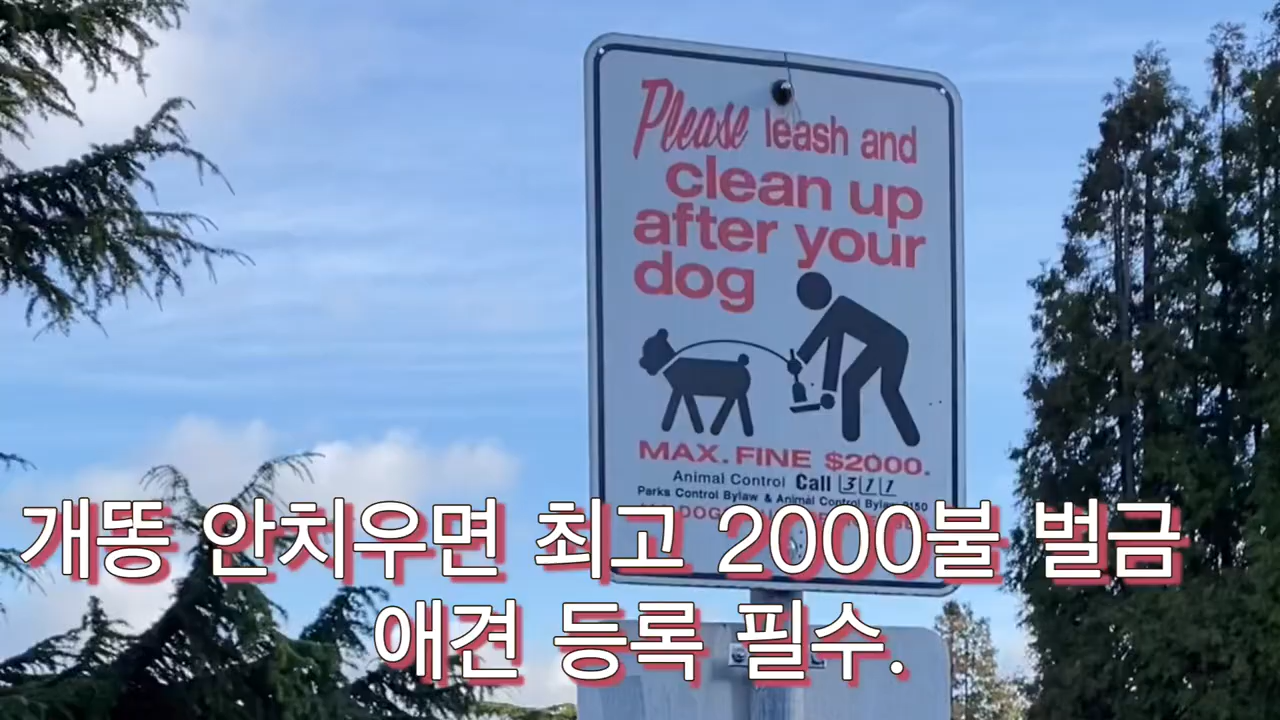 Please leash and
clean up
after your
dog
MAX. FINE $2000.
Animal Control Call 311
Parks Control Bylaw & Animal Control Bylaw 9150
개똥 안치우면 최고 2000불 벌금
애견 등록 필수.